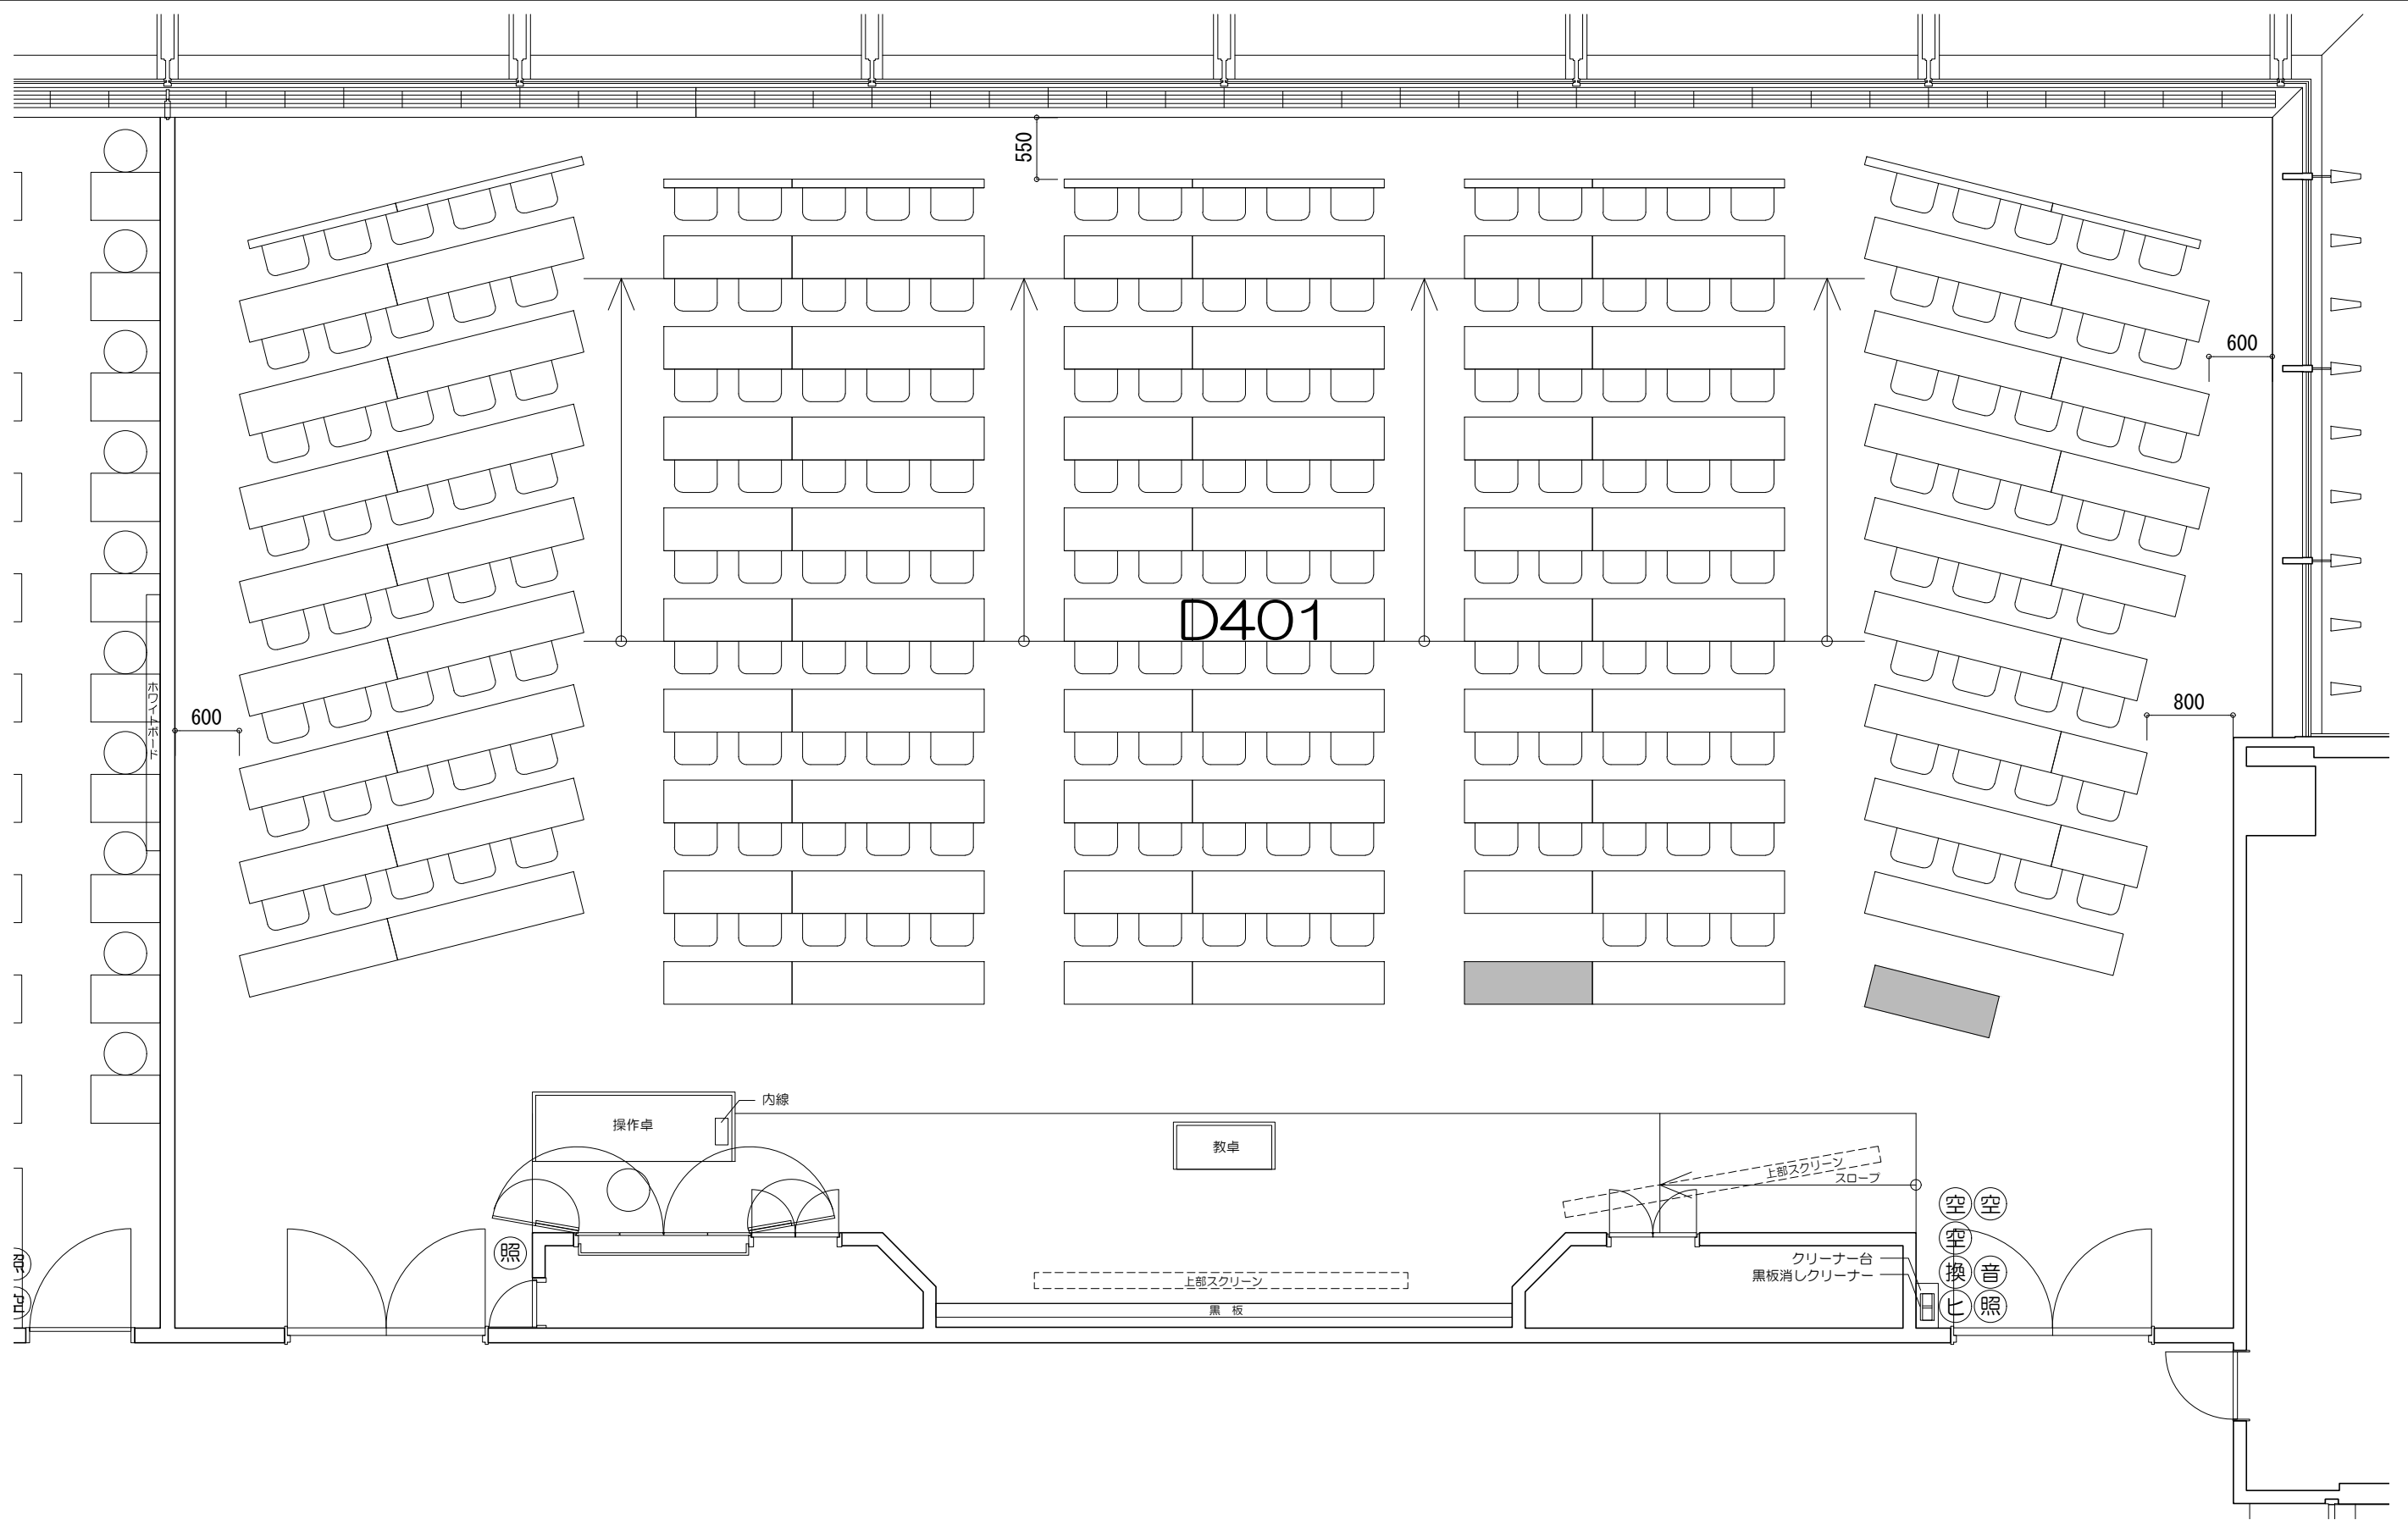 550
600
D401
ホワイトボード
600
800
内線
操作卓
教卓
上部スクリーン
スロープ
空 空
空
照
クリーナー台
換 音
黒板消しクリーナー
上部スクリーン
ヒ 照
黒 板